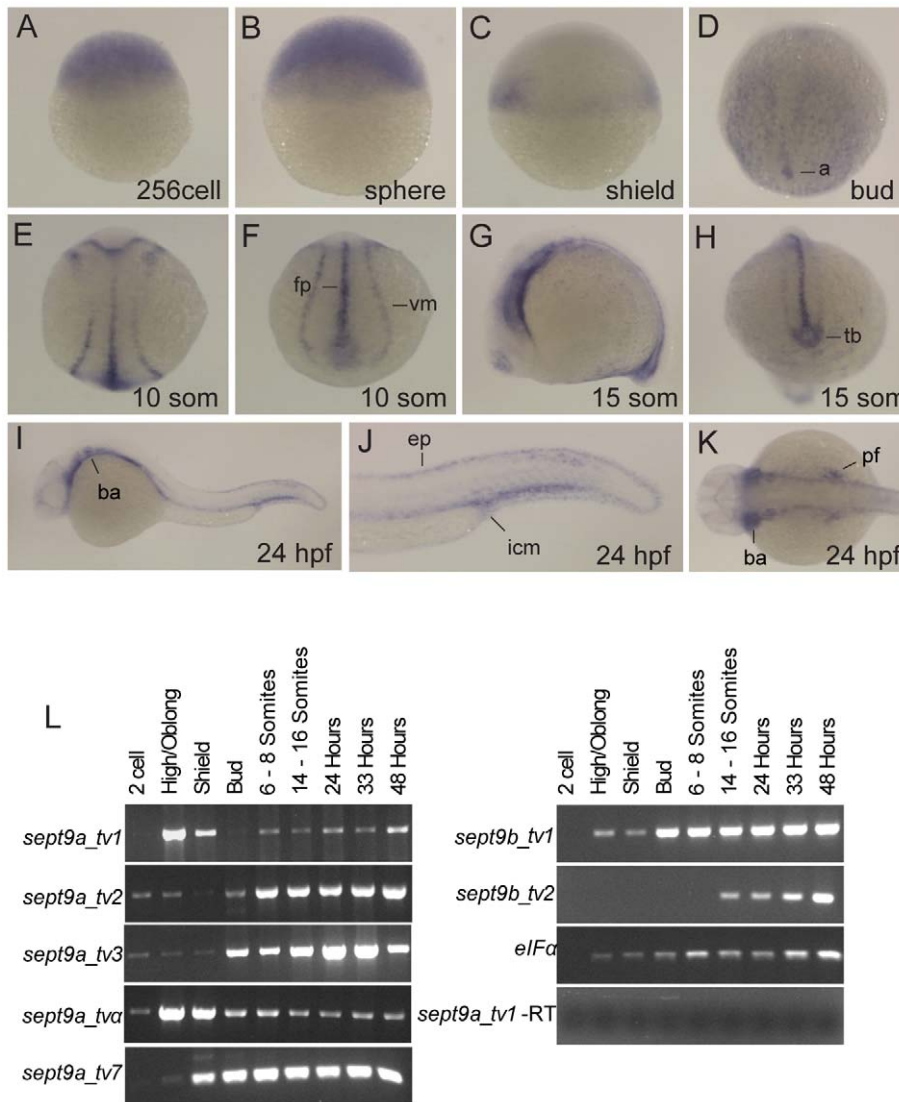 A
256cell
B
sphere
C
shield
D
a
bud
E
10 som
F
fp
vm
10 som
G
15 som
H
tb
15 som
I
ba
24 hpf
J
ep
icm
24 hpf
K
pf
ba
24 hpf
L
2 cell
High/Oblong
Shield
Bud
6 - 8 Somites
14 - 16 Somites
24 Hours
33 Hours
48 Hours
sept9a_tv1
sept9a_tv2
sept9a_tv3
sept9a_tvα
sept9a_tv7
2 cell
High/Oblong
Shield
Bud
6 - 8 Somites
14 - 16 Somites
24 Hours
33 Hours
48 Hours
sept9b_tv1
sept9b_tv2
eIFα
sept9a_tv1 -RT